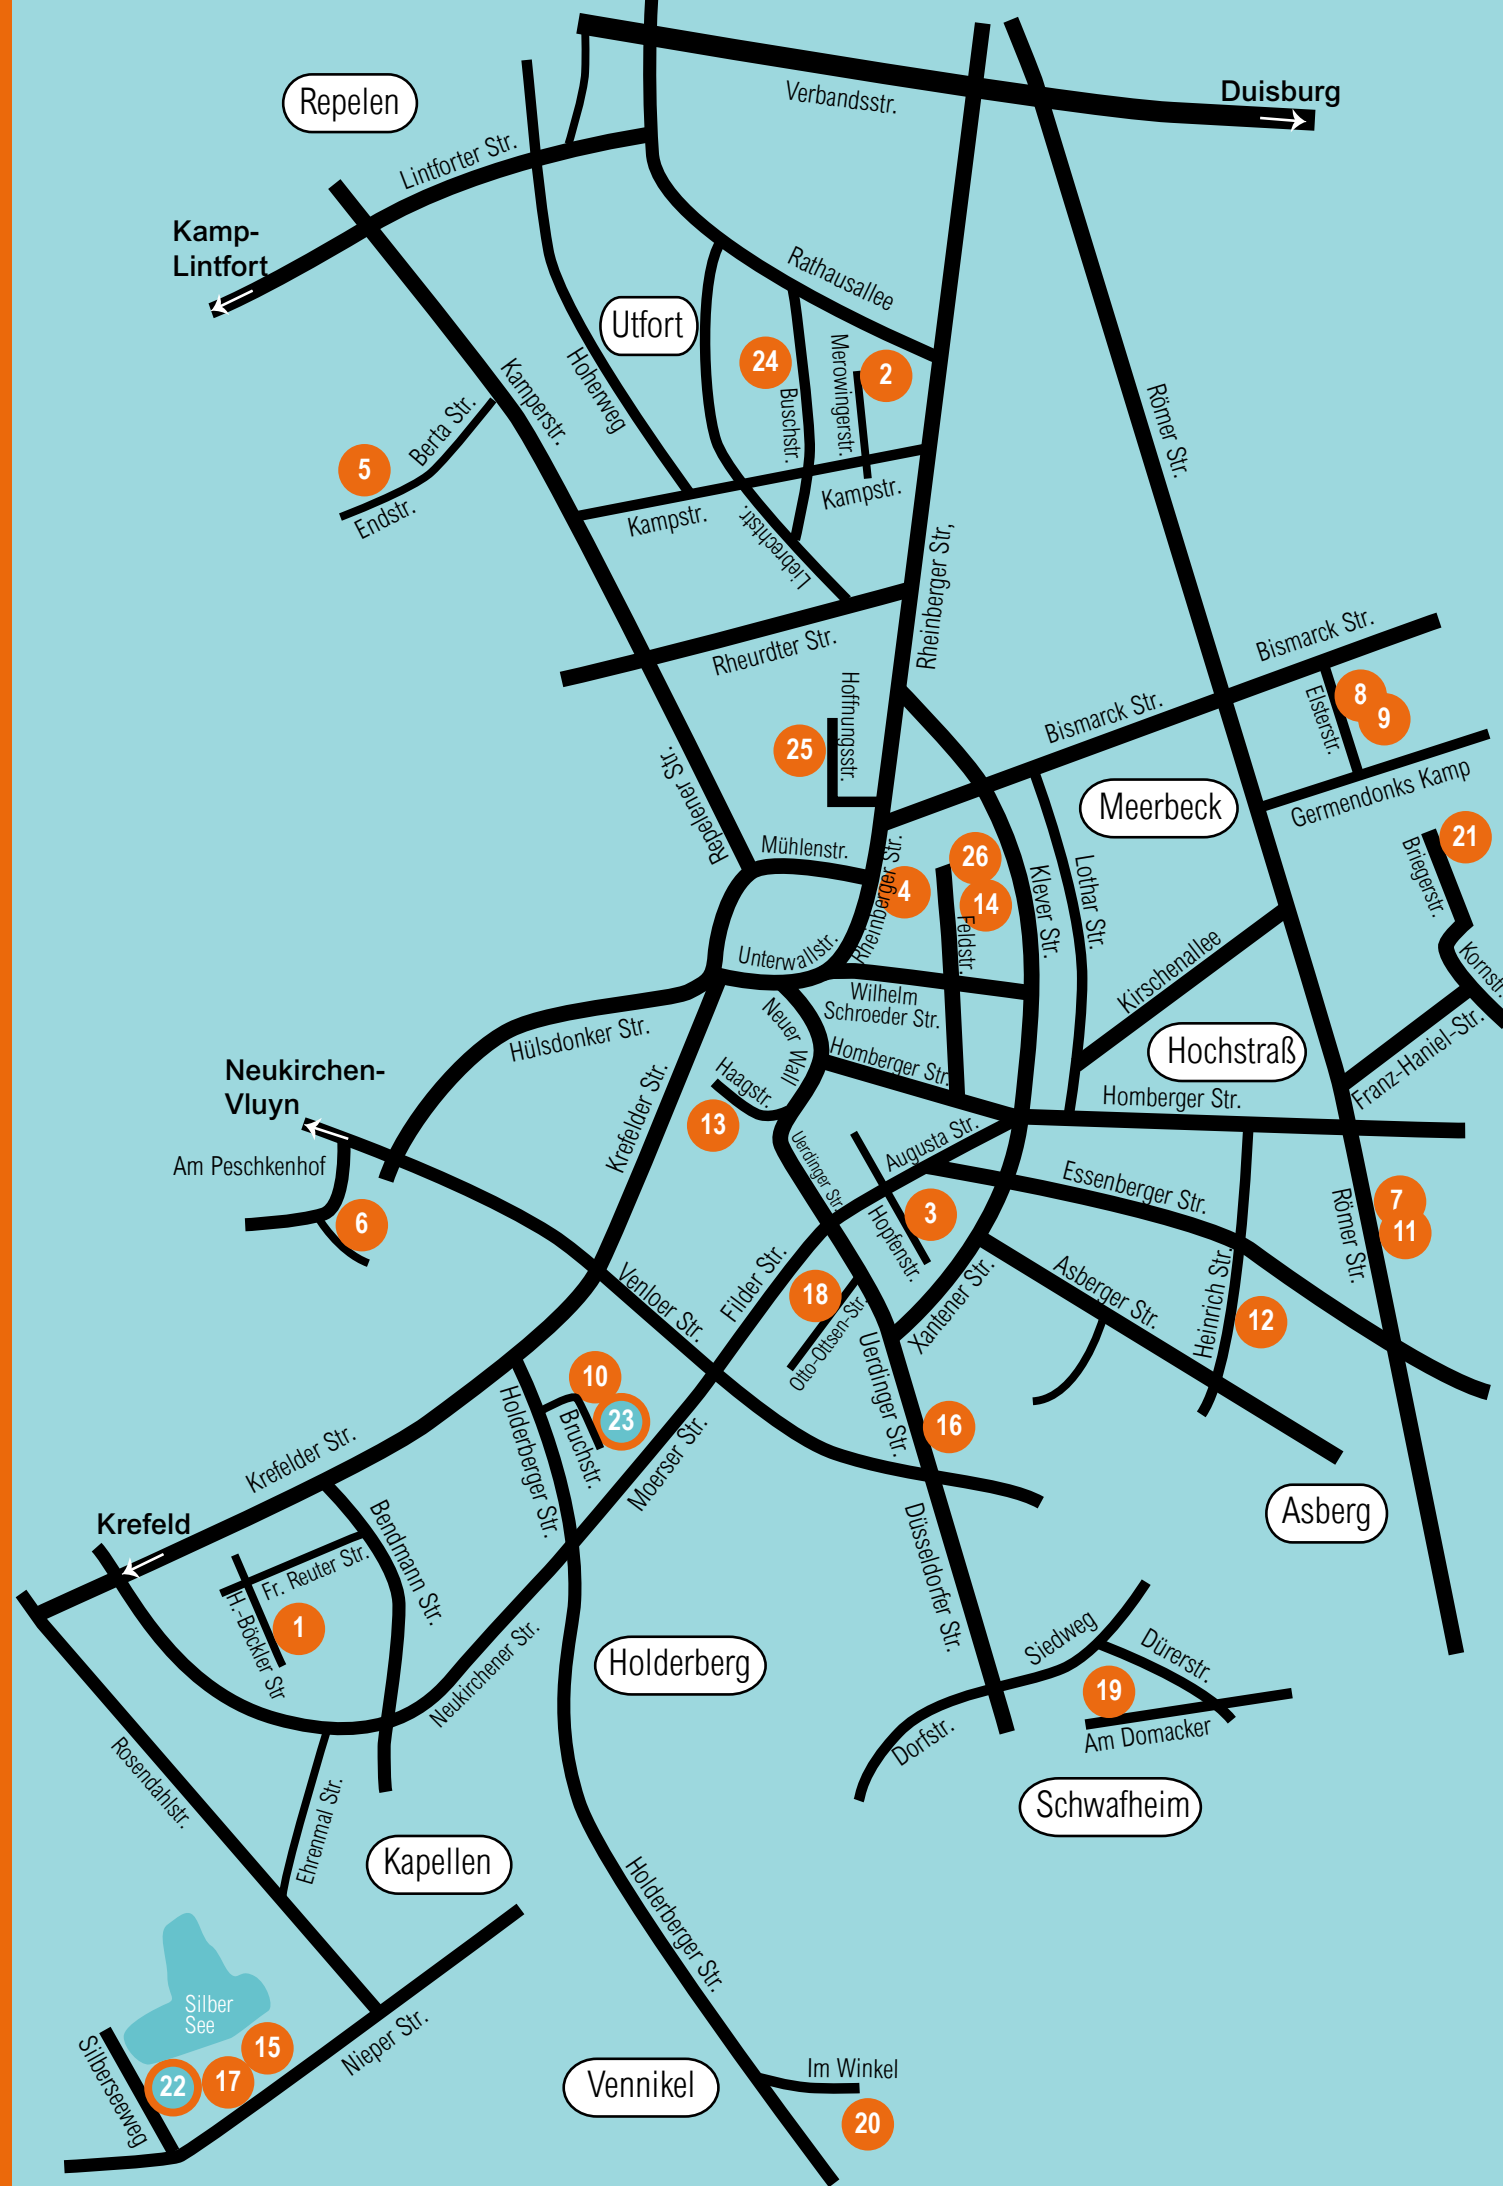 Verbandsstr.
Duisburg
Repelen
Lintforter Str.
Kamp-
Lintfort
Rathausallee
Utfort
24
2
Merowingerstr.
Buschstr.
Hoherweg
Kamperstr.
Berta Str.
5
Endstr.
Römer Str.
Kampstr.
Kampstr.
Liebrechtstr.
Rheinberger Str,
Rheurdter Str.
Bismarck Str.
Bismarck Str.
Hoffnungsstr.
25
8
9
Elsterstr.
Germendonks Kamp
Meerbeck
Repelener Str.
Mühlenstr.
Rheinberger Str.
4
26
14
Feldstr.
Klever Str.
Lothar Str.
21
Briegerstr.
Kornstr.
Unterwallstr.
Kirschenallee
Wilhelm
Schroeder Str.
Hülsdonker Str.
Neuer Wall
Homberger Str.
Hochstraß
Franz-Haniel-Str.
Neukirchen-
Vluyn
Krefelder Str.
Haagstr.
13
Homberger Str.
Am Peschkenhof
6
Uerdinger Str.
Augusta Str.
Hopfenstr.
3
Essenberger Str.
Römer Str.
7
11
Venloer Str.
Filder Str.
18
Otto-Ottsen-Str.
Xantener Str.
Asberger Str.
Heinrich Str.
12
10
23
Bruchstr.
Holderberger Str.
Moerser Str.
Uerdinger Str.
16
Krefelder Str.
Krefeld
Bendmann Str.
Fr. Reuter Str.
H.-Böckler Str
1
Asberg
Düsseldorfer Str.
Neukirchener Str.
Holderberg
Siedweg
Dürerstr.
19
Am Domacker
Dorfstr.
Schwafheim
Rosendahlstr.
Ehrenmal Str.
Kapellen
Holderberger Str.
Silber
See
15
17
22
Silberseeweg
Nieper Str.
Vennikel
Im Winkel
20